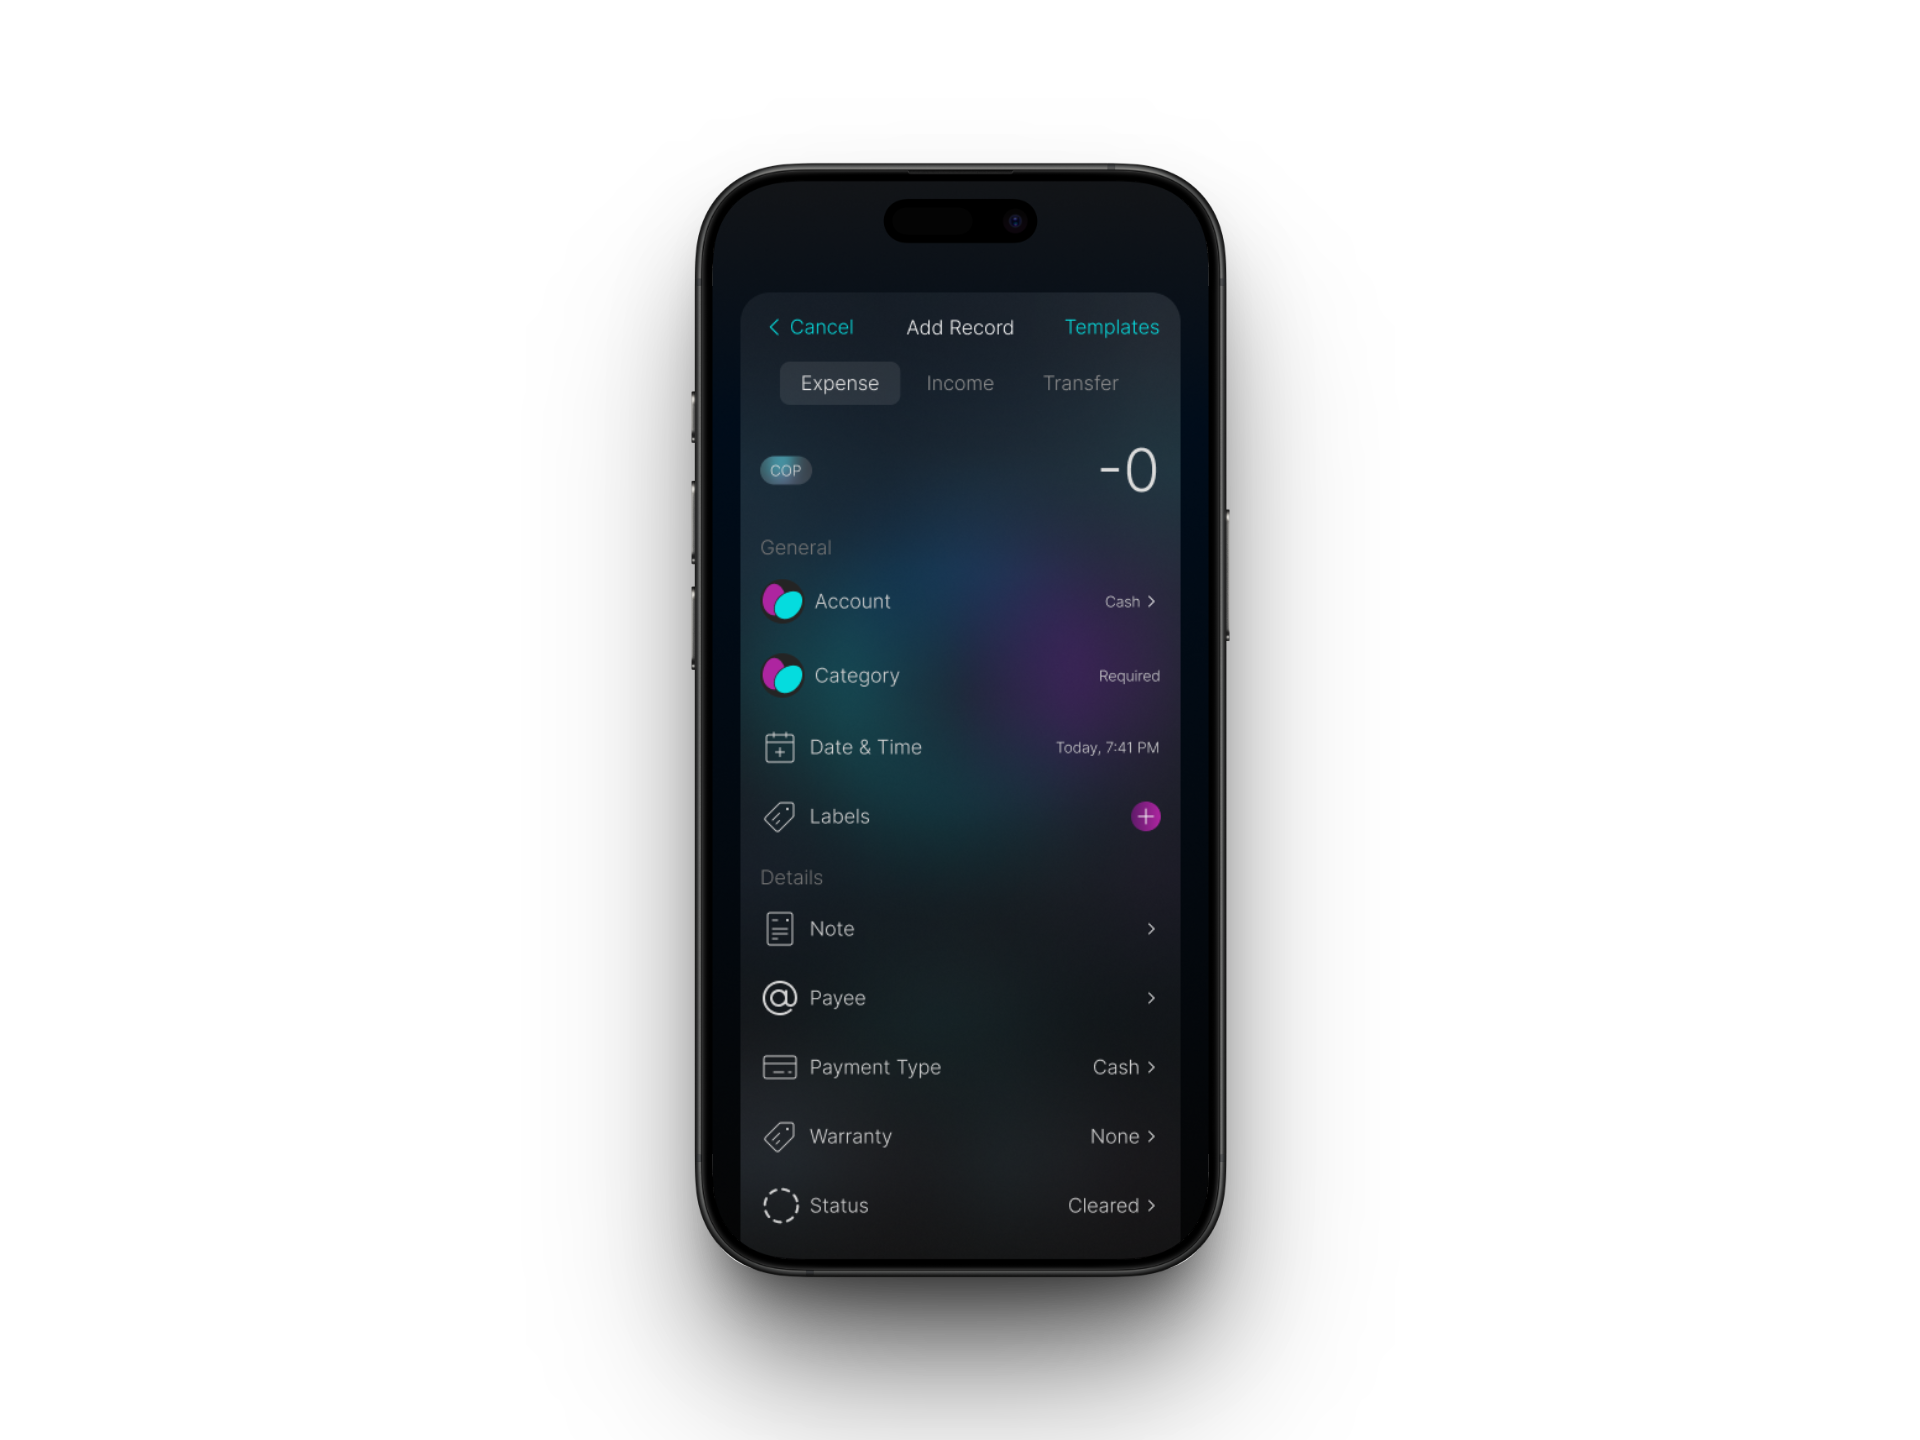 Cancel Add Record Templates
Expense Income Transfer
COP -0
General
Account Cash
Category Required
Date & Time Today, 7:41 PM
Labels
Details
Note
Payee
Payment Type Cash
Warranty None
Status Cleared